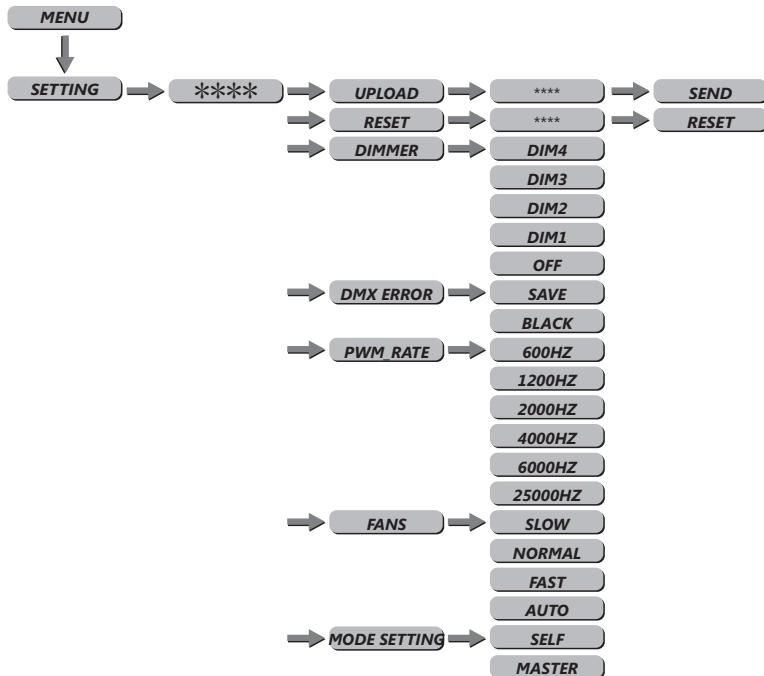 MENU
SETTING **** UPLOAD **** SEND
RESET **** RESET
DIMMER DIM4
DIM3
DIM2
DIM1
OFF
DMX ERROR SAVE
BLACK
PWM_RATE 600HZ
1200HZ
2000HZ
4000HZ
6000HZ
25000HZ
FANS SLOW
NORMAL
FAST
AUTO
MODE SETTING SELF
MASTER